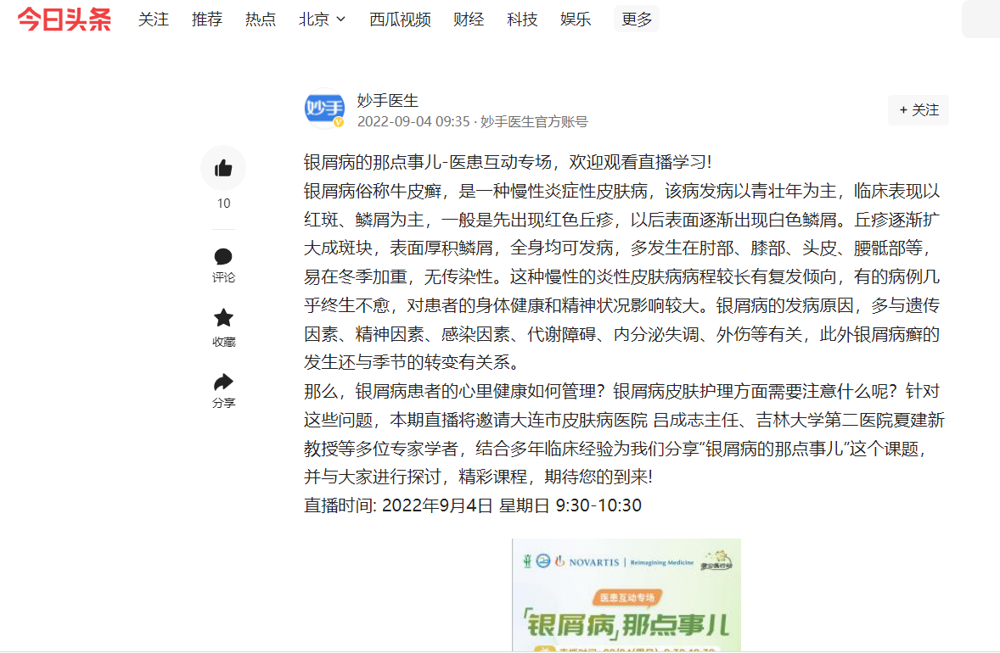 今日头条 关注 推荐 热点 北京 西瓜视频 财经 科技 娱乐 更多
妙手
妙手医生
2022-09-04 09:35 · 妙手医生官方账号
+ 关注
10
评论
收藏
分享
银屑病的那点事儿-医患互动专场，欢迎观看直播学习!
银屑病俗称牛皮癣，是一种慢性炎症性皮肤病，该病发病以青壮年为主，临床表现以
红斑、鳞屑为主，一般是先出现红色丘疹，以后表面逐渐出现白色鳞屑。丘疹逐渐扩
大成斑块，表面厚积鳞屑，全身均可发病，多发生在肘部、膝部、头皮、腰骶部等，
易在冬季加重，无传染性。这种慢性的炎性皮肤病病程较长有复发倾向，有的病例几
乎终生不愈，对患者的身体健康和精神状况影响较大。银屑病的发病原因，多与遗传
因素、精神因素、感染因素、代谢障碍、内分泌失调、外伤等有关，此外银屑病癣的
发生还与季节的转变有关系。
那么，银屑病患者的心里健康如何管理？银屑病皮肤护理方面需要注意什么呢？针对
这些问题，本期直播将邀请大连市皮肤病医院 吕成志主任、吉林大学第二医院夏建新
教授等多位专家学者，结合多年临床经验为我们分享“银屑病的那点事儿”这个课题，
并与大家进行探讨，精彩课程，期待您的到来!
直播时间: 2022年9月4日 星期日 9:30-10:30
NOVARTIS | Reimagining Medicine
医患互动专场
「银屑病」那点事儿